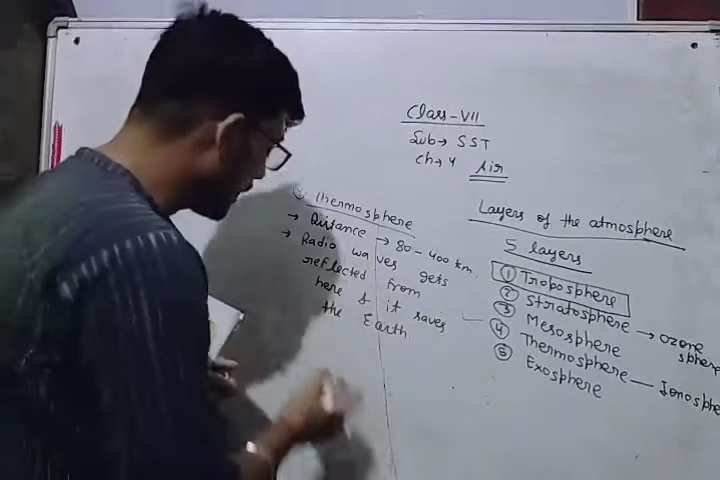 Class-VII
Sub→ SST
Ch→ 4 Air
Layers of the atmosphere
5 layers
① Troposphere
② Stratosphere → Ozone sphere
③ Mesosphere
④ Thermosphere — Ionosphe
⑤ Exosphere
④ Thermosphere
→ Distance → 80-400 km
→ Radio waves gets
reflected from
here & it saves
the Earth